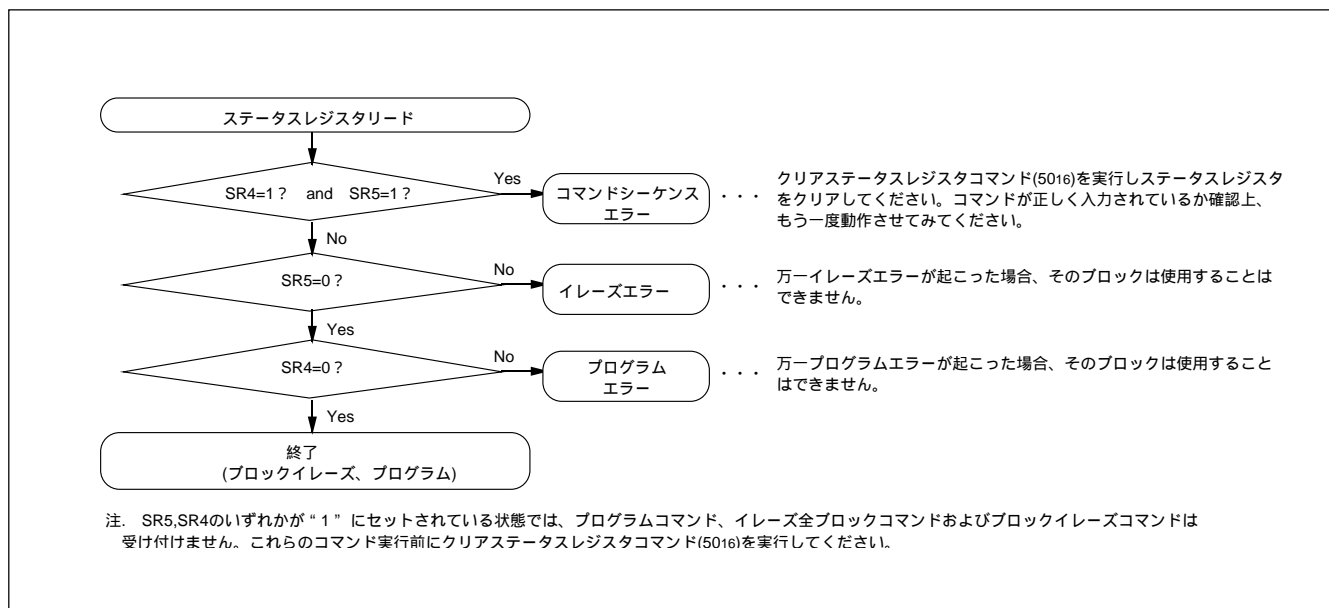 ステータスレジスタリード
SR4=1？ and SR5=1？
Yes
コマンドシーケンス
エラー
・・・
クリアステータスレジスタコマンド(5016)を実行しステータスレジスタ
をクリアしてください。コマンドが正しく入力されているか確認上、
もう一度動作させてみてください。
No
SR5=0？
No
イレーズエラー
・・・
万一イレーズエラーが起こった場合、そのブロックは使用することは
できません。
Yes
SR4=0？
No
プログラム
エラー
・・・
万一プログラムエラーが起こった場合、そのブロックは使用すること
はできません。
Yes
終了
(ブロックイレーズ、プログラム)
注. SR5,SR4のいずれかが“1”にセットされている状態では、プログラムコマンド、イレーズ全ブロックコマンドおよびブロックイレーズコマンドは
受け付けません。これらのコマンド実行前にクリアステータスレジスタコマンド(5016)を実行してください。